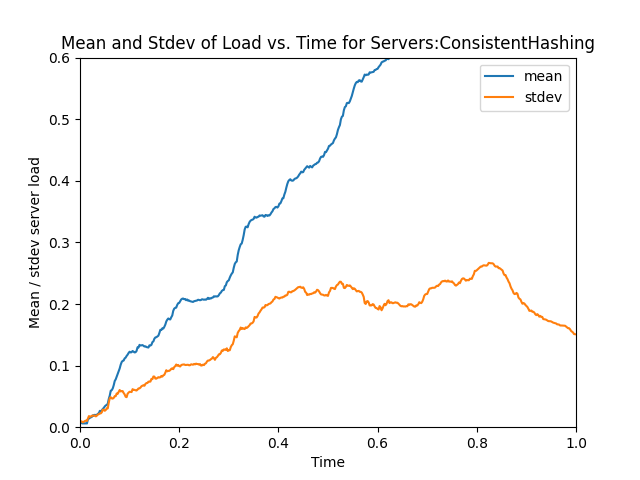 Mean and Stdev of Load vs. Time for Servers:ConsistentHashing
mean
stdev
Mean / stdev server load
0.6
0.5
0.4
0.3
0.2
0.1
0.0
0.0 0.2 0.4 0.6 0.8 1.0
Time